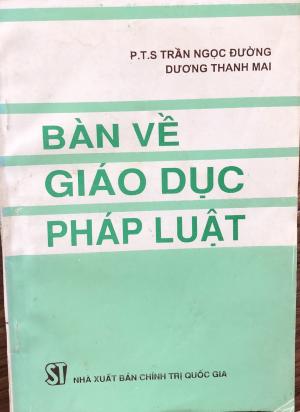 P.T.S TRẦN NGỌC ĐƯỜNG
DƯƠNG THANH MAI
BÀN VỀ
GIÁO DỤC
PHÁP LUẬT
ST NHÀ XUẤT BẢN CHÍNH TRỊ QUỐC GIA